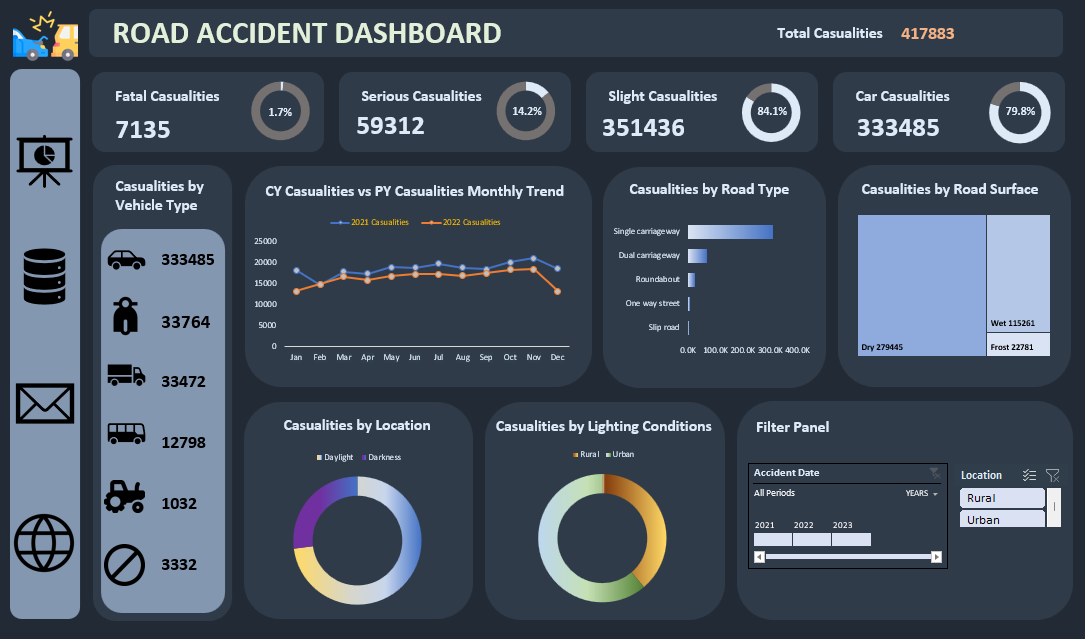 ROAD ACCIDENT DASHBOARD
Total Casualities 417883
Fatal Casualities
7135
1.7%
Serious Casualities
59312
14.2%
Slight Casualities
351436
84.1%
Car Casualities
333485
79.8%
Casualities by
Vehicle Type
333485
33764
33472
12798
1032
3332
CY Casualities vs PY Casualities Monthly Trend
2021 Casualities 2022 Casualities
25000
20000
15000
10000
5000
0
Jan Feb Mar Apr May Jun Jul Aug Sep Oct Nov Dec
Casualities by Road Type
Single carriageway
Dual carriageway
Roundabout
One way street
Slip road
0.0K 100.0K 200.0K 300.0K 400.0K
Casualities by Road Surface
Dry 279445
Wet 115261
Frost 22781
Casualities by Location
Daylight Darkness
Casualities by Lighting Conditions
Rural Urban
Filter Panel
Accident Date
All Periods YEARS
2021 2022 2023
Location
Rural
Urban